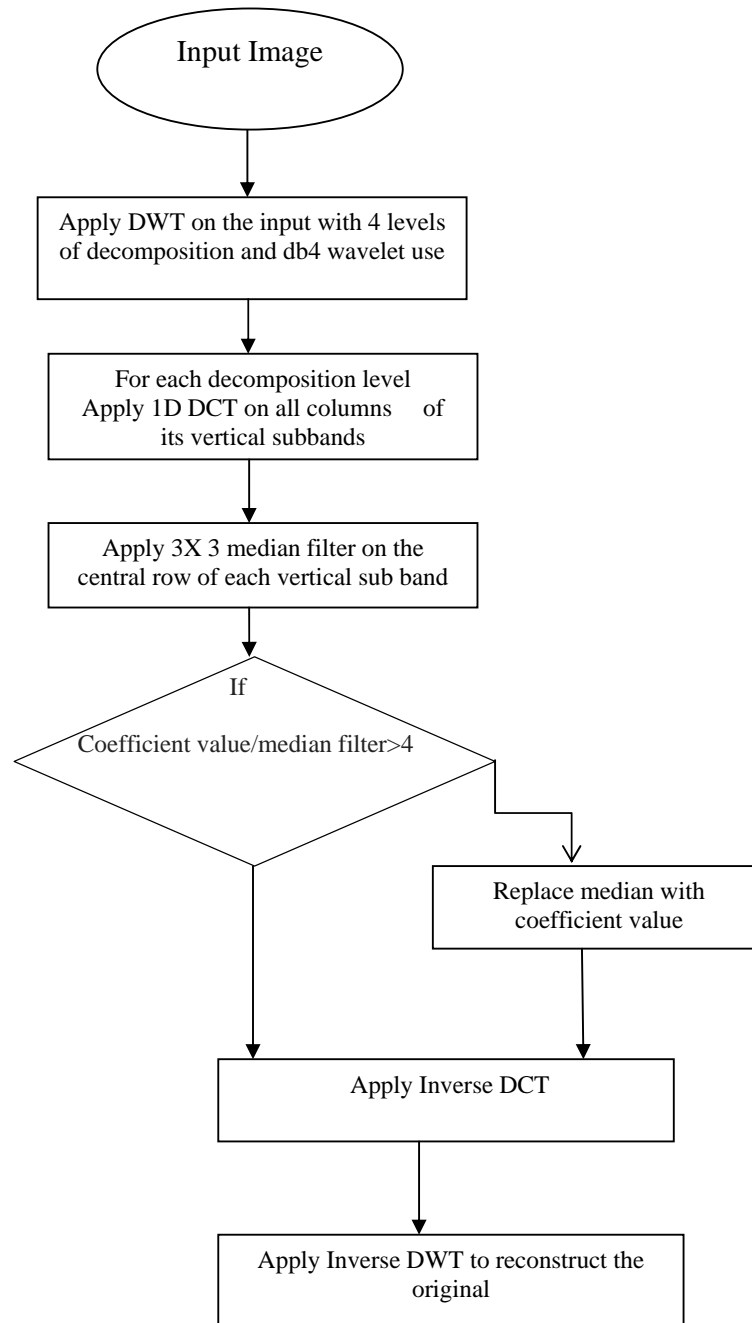 Input Image
Apply DWT on the input with 4 levels
of decomposition and db4 wavelet use
For each decomposition level
Apply 1D DCT on all columns of
its vertical subbands
Apply 3X 3 median filter on the
central row of each vertical sub band
If
Coefficient value/median filter>4
Replace median with
coefficient value
Apply Inverse DCT
Apply Inverse DWT to reconstruct the
original